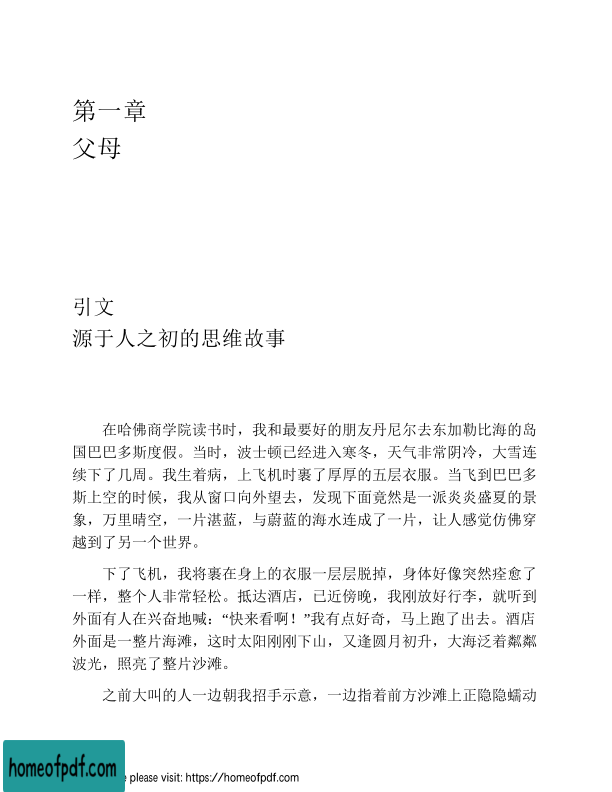 第一章
父母
引文
源于人之初的思维故事
在哈佛商学院读书时，我和最要好的朋友丹尼尔去东加勒比海的岛
国巴巴多斯度假。当时，波士顿已经进入寒冬，天气非常阴冷，大雪连
续下了几周。我生着病，上飞机时裹了厚厚的五层衣服。当飞到巴巴多
斯上空的时候，我从窗口向外望去，发现下面竟然是一派炎炎盛夏的景
象，万里晴空，一片湛蓝，与蔚蓝的海水连成了一片，让人感觉仿佛穿
越到了另一个世界。
下了飞机，我将裹在身上的衣服一层层脱掉，身体好像突然痊愈了
一样，整个人非常轻松。抵达酒店，已近傍晚，我刚放好行李，就听到
外面有人在兴奋地喊：“快来看啊！”我有点好奇，马上跑了出去。酒店
外面是一整片海滩，这时太阳刚刚下山，又逢圆月初升，大海泛着粼粼
波光，照亮了整片沙滩。
之前大叫的人一边朝我招手示意，一边指着前方沙滩上正隐隐蠕动
homeofpdf.com
e please visit: https://homeofpdf.com